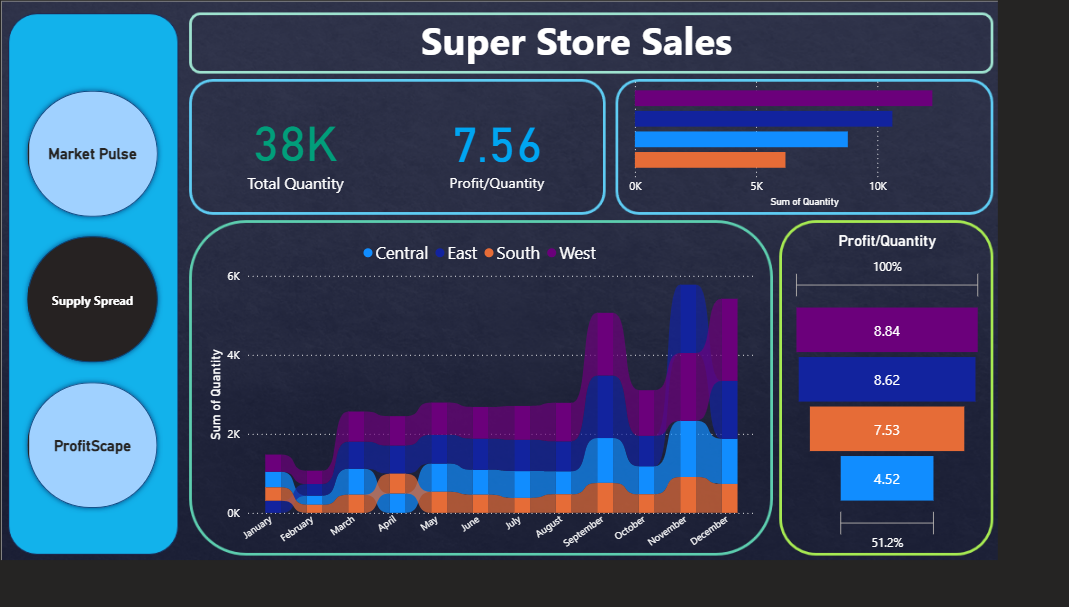 Super Store Sales
Market Pulse
Supply Spread
ProfitScape
38K
Total Quantity
7.56
Profit/Quantity
0K 5K 10K
Sum of Quantity
Central East South West
Sum of Quantity
6K
4K
2K
0K
January February March April May June July August September October November December
Profit/Quantity
100%
8.84
8.62
7.53
4.52
51.2%